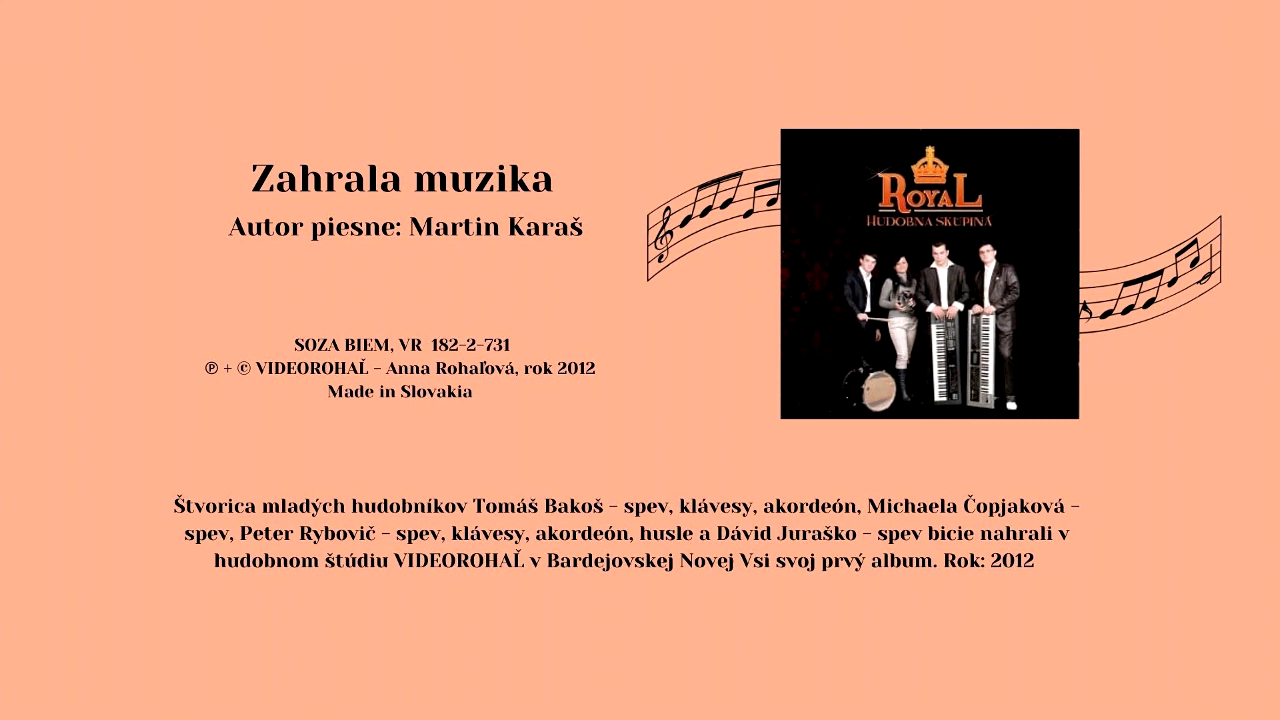 Zahrala muzika
Autor piesne: Martin Karaš
SOZA BIEM, VR 182-2-731
℗ + © VIDEOROHAĽ - Anna Rohaľová, rok 2012
Made in Slovakia
ROYAL
HUDOBNA SKUPINA
Štvorica mladých hudobníkov Tomáš Bakoš - spev, klávesy, akordeón, Michaela Čopjaková -
spev, Peter Rybovič - spev, klávesy, akordeón, husle a Dávid Juraško - spev bicie nahrali v
hudobnom štúdiu VIDEOROHAĽ v Bardejovskej Novej Vsi svoj prvý album. Rok: 2012